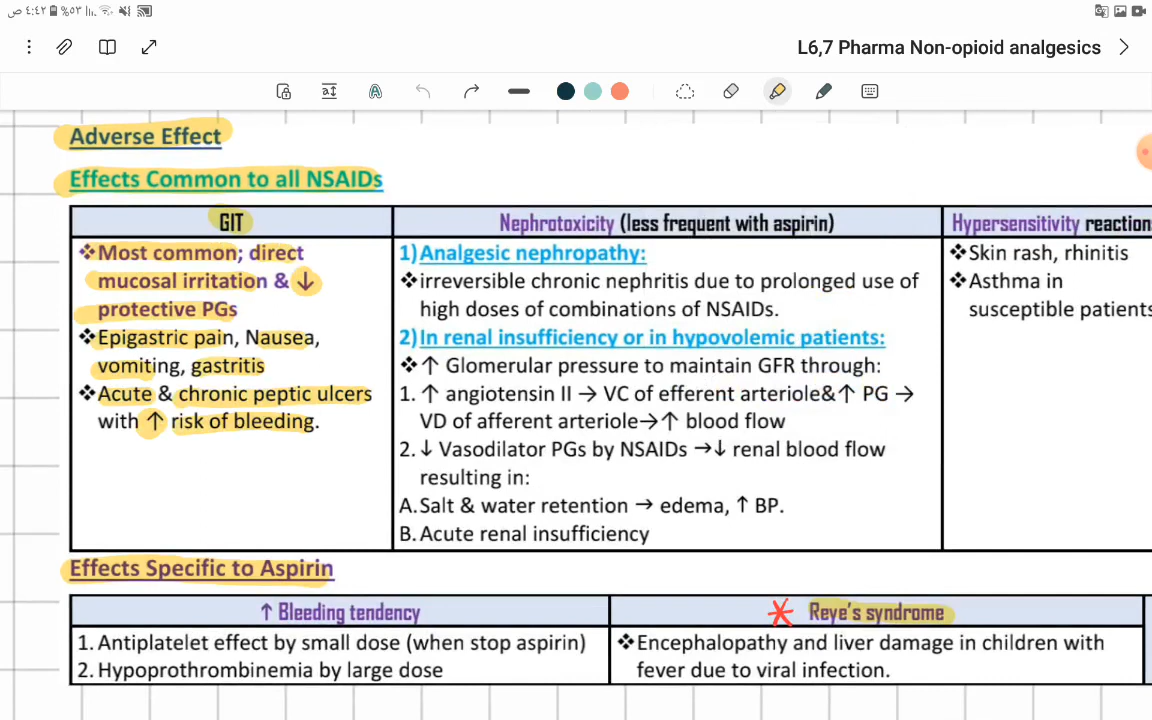 ص ٤:٤٢ %٥٣
L6,7 Pharma Non-opioid analgesics
Adverse Effect
Effects Common to all NSAIDs
GIT
❖Most common; direct
mucosal irritation & ↓
protective PGs
❖Epigastric pain, Nausea,
vomiting, gastritis
❖Acute & chronic peptic ulcers
with ↑ risk of bleeding.
Nephrotoxicity (less frequent with aspirin)
1)Analgesic nephropathy:
❖irreversible chronic nephritis due to prolonged use of
high doses of combinations of NSAIDs.
2)In renal insufficiency or in hypovolemic patients:
❖↑ Glomerular pressure to maintain GFR through:
1. ↑ angiotensin II → VC of efferent arteriole&↑ PG →
VD of afferent arteriole→↑ blood flow
2. ↓ Vasodilator PGs by NSAIDs →↓ renal blood flow
resulting in:
A. Salt & water retention → edema, ↑ BP.
B. Acute renal insufficiency
Hypersensitivity reaction
❖Skin rash, rhinitis
❖Asthma in
susceptible patients
Effects Specific to Aspirin
↑ Bleeding tendency
1. Antiplatelet effect by small dose (when stop aspirin)
2. Hypoprothrombinemia by large dose
Reye's syndrome
❖Encephalopathy and liver damage in children with
fever due to viral infection.